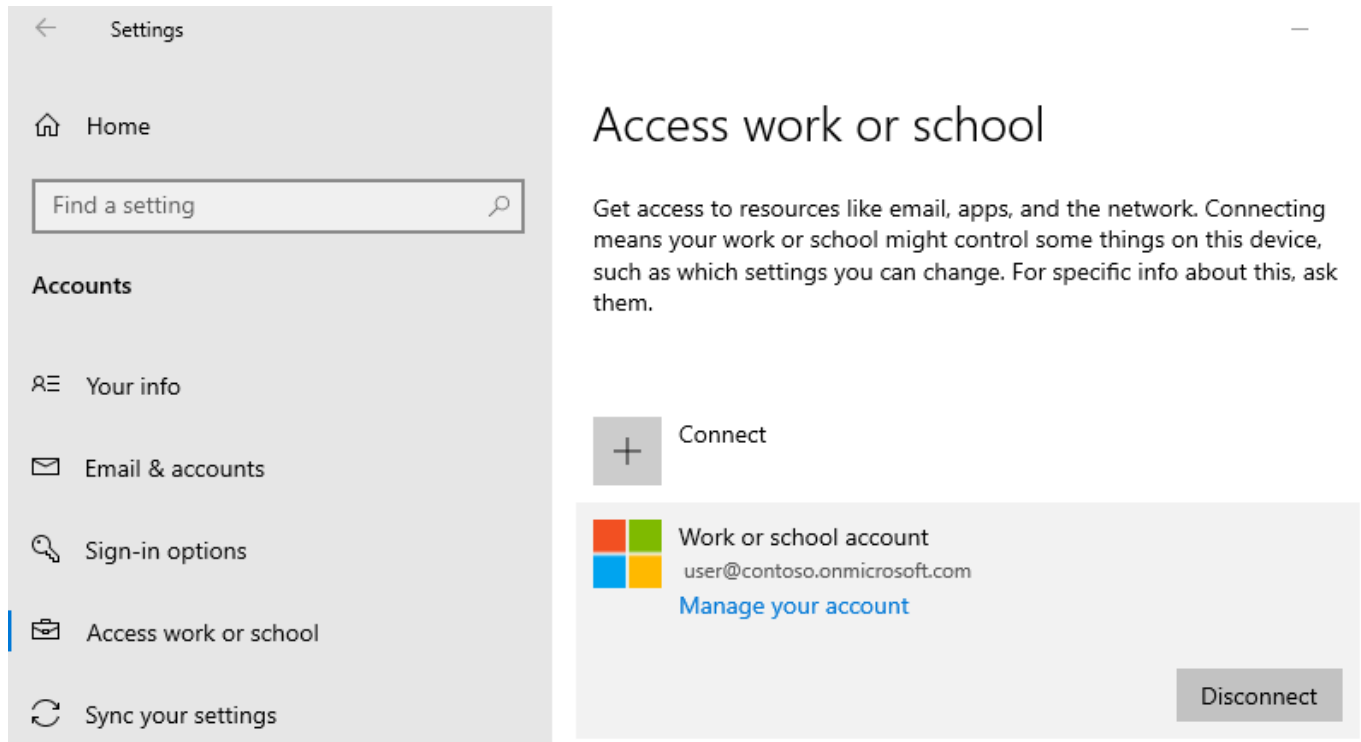 Settings
Home
Find a setting
Accounts
Your info
Email & accounts
Sign-in options
Access work or school
Sync your settings
Access work or school
Get access to resources like email, apps, and the network. Connecting
means your work or school might control some things on this device,
such as which settings you can change. For specific info about this, ask
them.
Connect
Work or school account
user@contoso.onmicrosoft.com
Manage your account
Disconnect